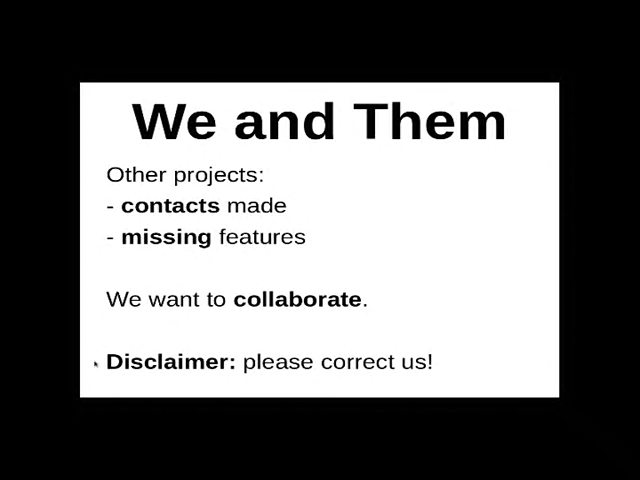 We and Them
Other projects:
- contacts made
- missing features
We want to collaborate.
Disclaimer: please correct us!